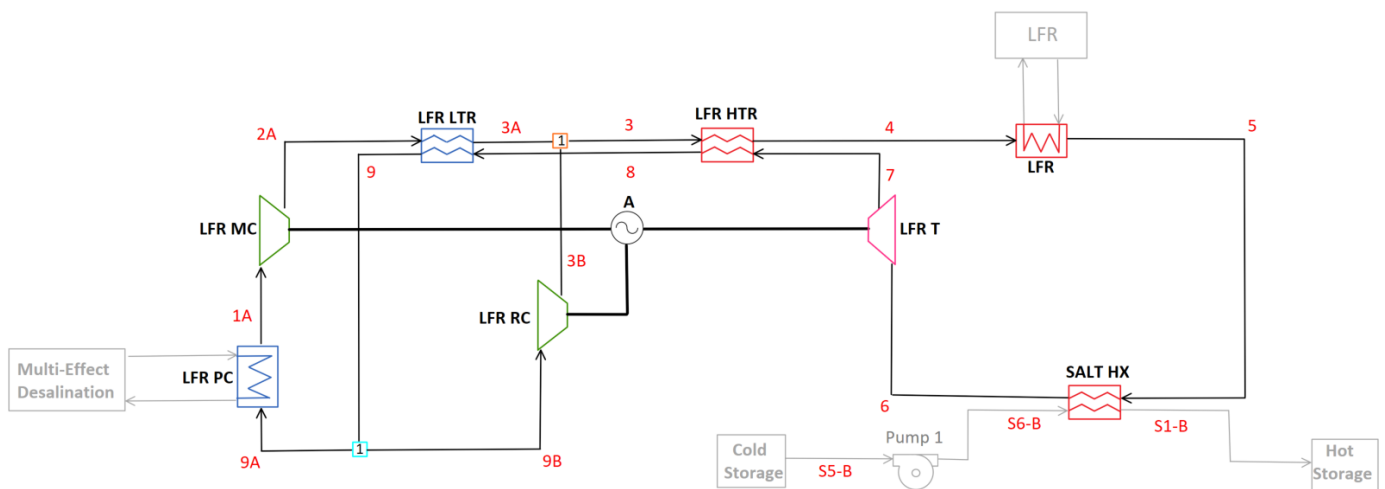 LFR
LFR LTR
3A
3
LFR HTR
4
5
2A
1
LFR
9
8
7
A
LFR MC
LFR T
3B
1A
LFR RC
Multi-Effect
Desalination
LFR PC
SALT HX
6
S6-B
S1-B
Pump 1
9A
1
9B
Cold
Storage
S5-B
Hot
Storage